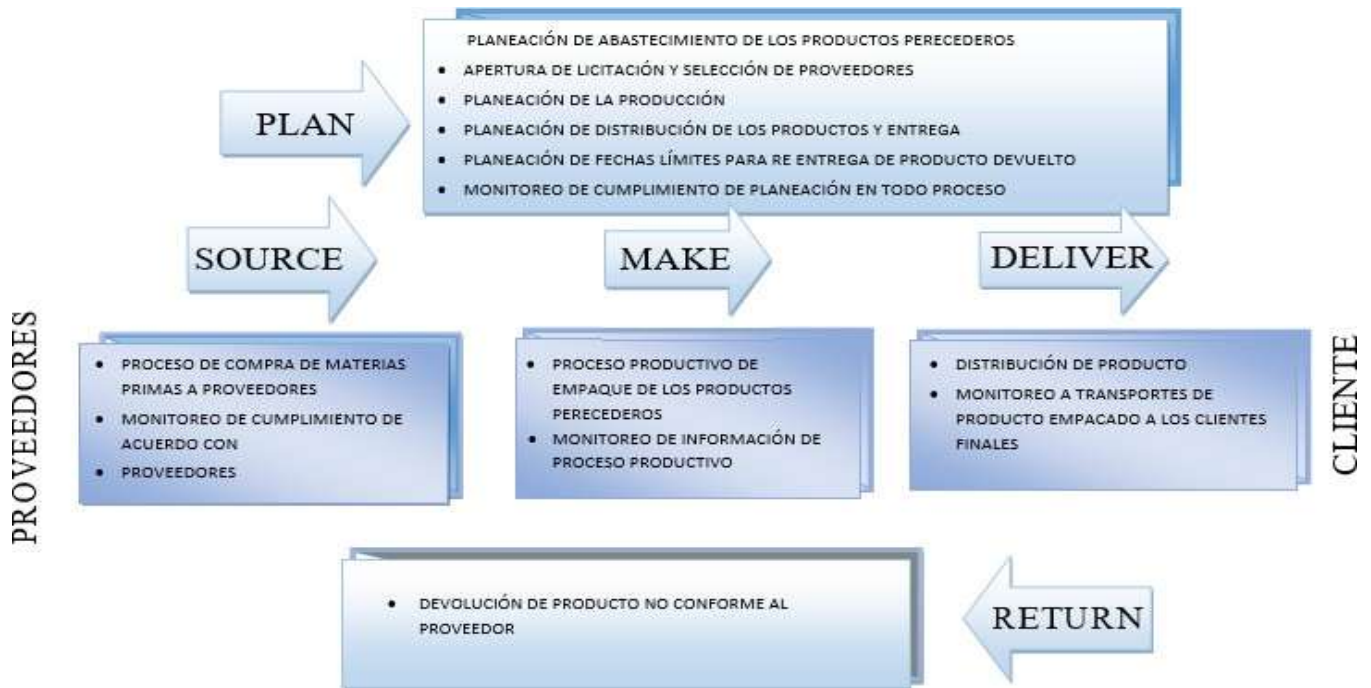 PLANEACIÓN DE ABASTECIMIENTO DE LOS PRODUCTOS PERECEDEROS
• APERTURA DE LICITACIÓN Y SELECCIÓN DE PROVEEDORES
• PLANEACIÓN DE LA PRODUCCIÓN
• PLANEACIÓN DE DISTRIBUCIÓN DE LOS PRODUCTOS Y ENTREGA
• PLANEACIÓN DE FECHAS LÍMITES PARA RE ENTREGA DE PRODUCTO DEVUELTO
• MONITOREO DE CUMPLIMIENTO DE PLANEACIÓN EN TODO PROCESO
PLAN
SOURCE
MAKE
DELIVER
PROVEEDORES
• PROCESO DE COMPRA DE MATERIAS
PRIMAS A PROVEEDORES
• MONITOREO DE CUMPLIMIENTO DE
ACUERDO CON
• PROVEEDORES
• PROCESO PRODUCTIVO DE
EMPAQUE DE LOS PRODUCTOS
PERECEDEROS
• MONITOREO DE INFORMACIÓN DE
PROCESO PRODUCTIVO
• DISTRIBUCIÓN DE PRODUCTO
• MONITOREO A TRANSPORTES DE
PRODUCTO EMPACADO A LOS CLIENTES
FINALES
CLIENTE
• DEVOLUCIÓN DE PRODUCTO NO CONFORME AL
PROVEEDOR
RETURN